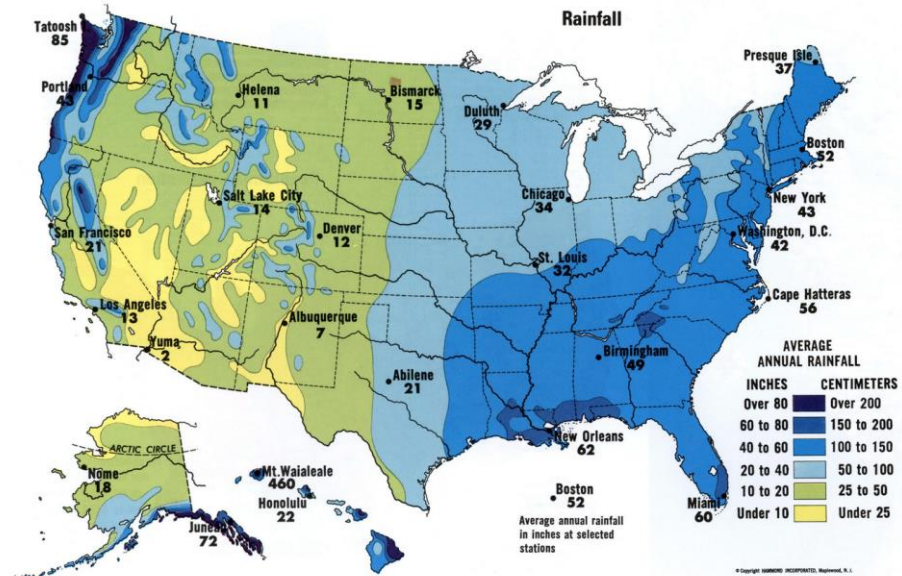 Rainfall
Tatoosh
85
Portland
43
Helena
11
Bismarck
15
Duluth
29
Presque Isle
37
Boston
52
New York
43
Washington, D.C.
42
Chicago
34
St. Louis
32
Salt Lake City
14
Denver
12
San Francisco
21
Los Angeles
13
Yuma
2
Albuquerque
7
Abilene
21
Birmingham
49
Cape Hatteras
56
New Orleans
62
Miami
60
ARCTIC CIRCLE
Nome
18
Juneau
72
Mt. Waialeale
460
Honolulu
22
Boston
52
Average annual rainfall
in inches at selected
stations
AVERAGE
ANNUAL RAINFALL
INCHES CENTIMETERS
Over 80 Over 200
60 to 80 150 to 200
40 to 60 100 to 150
20 to 40 50 to 100
10 to 20 25 to 50
Under 10 Under 25
© Copyright HAMMOND INCORPORATED, Maplewood, N. J.